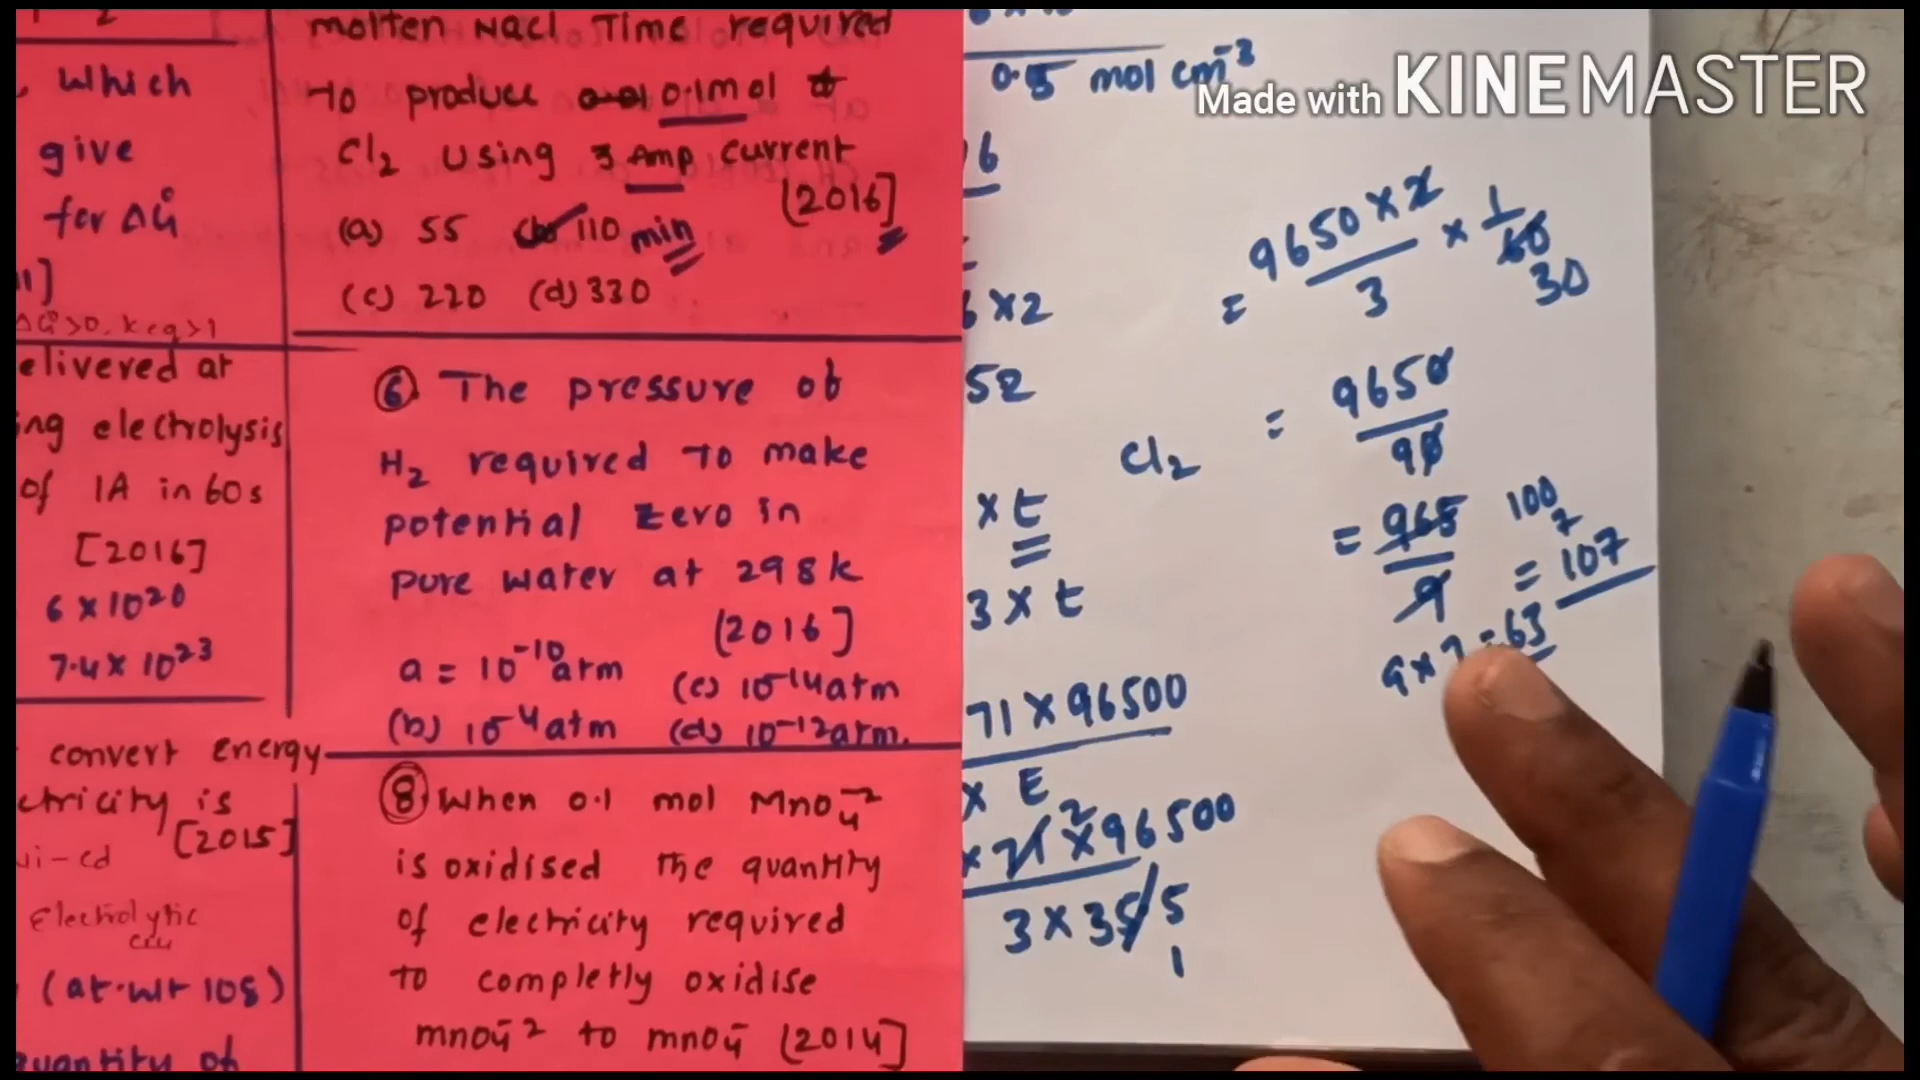 which
give
for ΔG°
ΔG°>0, Keq>1
elivered at
ing electrolysis
of 1A in 60s
[2016]
6 x 10^20
7.4 x 10^23
convert Energy
ctricity is
[2015]
Ni-cd
Electrolytic
cell
(at.wt 108)
quantity of
molten Nacl Time required
To produce 0.1mol
Cl2 using 3 Amp current
[2016]
(a) 55 (b) 110 min
(c) 220 (d) 330
⑥ The pressure of
H2 required to make
potential zero in
pure water at 298k
[2016]
a = 10^-10 atm
(b) 10^-4 atm
(c) 10^-14 atm
(d) 10^-12 atm.
⑧ When 0.1 mol MnO4^-2
is oxidised the quantity
of electricity required
to completly oxidise
mnO4^-2 to mnO4^- [2014]
0.5 mol cm^-3
6
6 x 2
52
x t
3 x t
71 x 96500
x E
x 71^2 x 96500
3 x 35.5
1
= 9650 x 2 / 3 x 1 / 60
30
Cl2
= 9650 / 90
= 965 / 9
100
7
= 107
9 x 7 = 63
Made with KINEMASTER